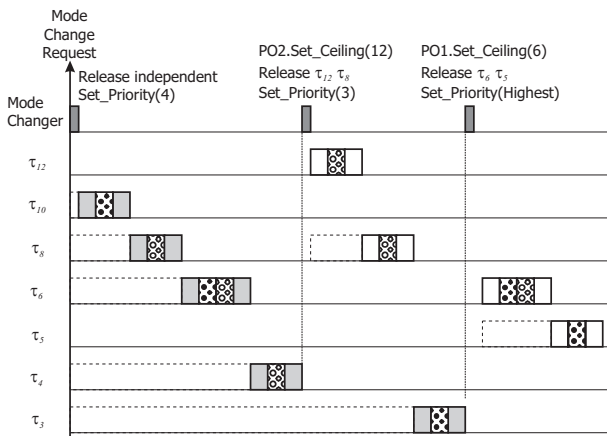 Mode
Change
Request
Release independent
Set_Priority(4)
PO2.Set_Ceiling(12)
Release τ12 τ8
Set_Priority(3)
PO1.Set_Ceiling(6)
Release τ6 τ5
Set_Priority(Highest)
Mode
Changer
τ12
τ10
τ8
τ6
τ5
τ4
τ3